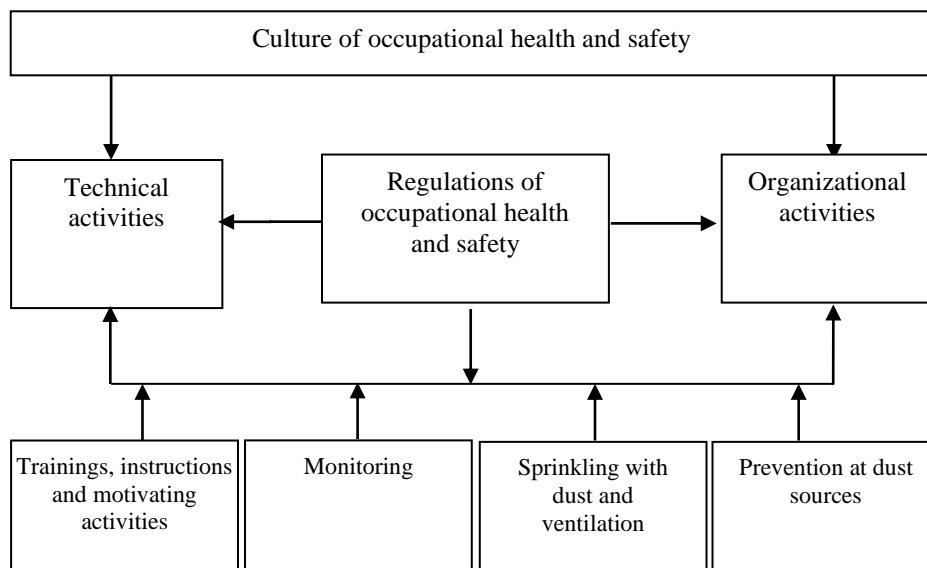 Culture of occupational health and safety
Technical
activities
Regulations of
occupational health
and safety
Organizational
activities
Trainings, instructions
and motivating
activities
Monitoring
Sprinkling with
dust and
ventilation
Prevention at dust
sources